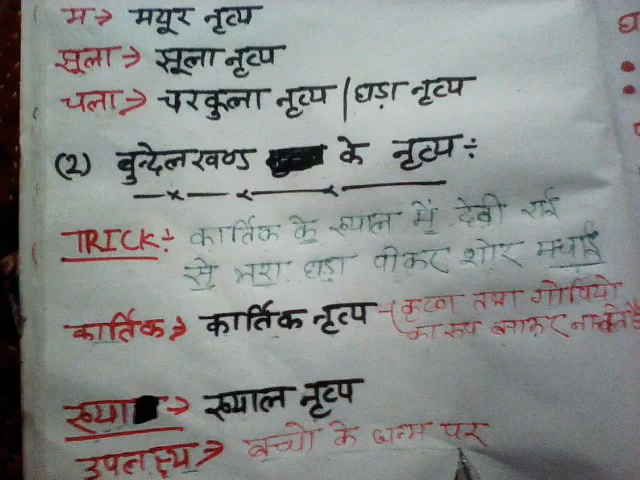 म → मयूर नृत्य
झूला → झूला नृत्य
चला → चरकुला नृत्य / घड़ा नृत्य
(2) बुन्देलखण्ड के नृत्य ÷
TRICK :- कार्तिक के ख्याल में देवी राई
से भरा घड़ा पीकर शोर मचाई
कार्तिक → कार्तिक नृत्य - (कृष्ण तथा गोपियो
का रूप बनाकर नाचते है
ख्या → ख्याल नृत्य
उपलक्ष्य → बच्चो के जन्म पर